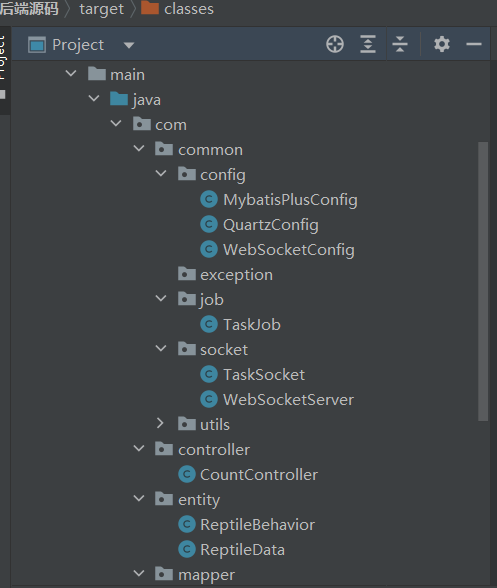 后端源码 〉 target 〉 classes
Project
Project
main
java
com
common
config
MybatisPlusConfig
QuartzConfig
WebSocketConfig
exception
job
TaskJob
socket
TaskSocket
WebSocketServer
utils
controller
CountController
entity
ReptileBehavior
ReptileData
mapper